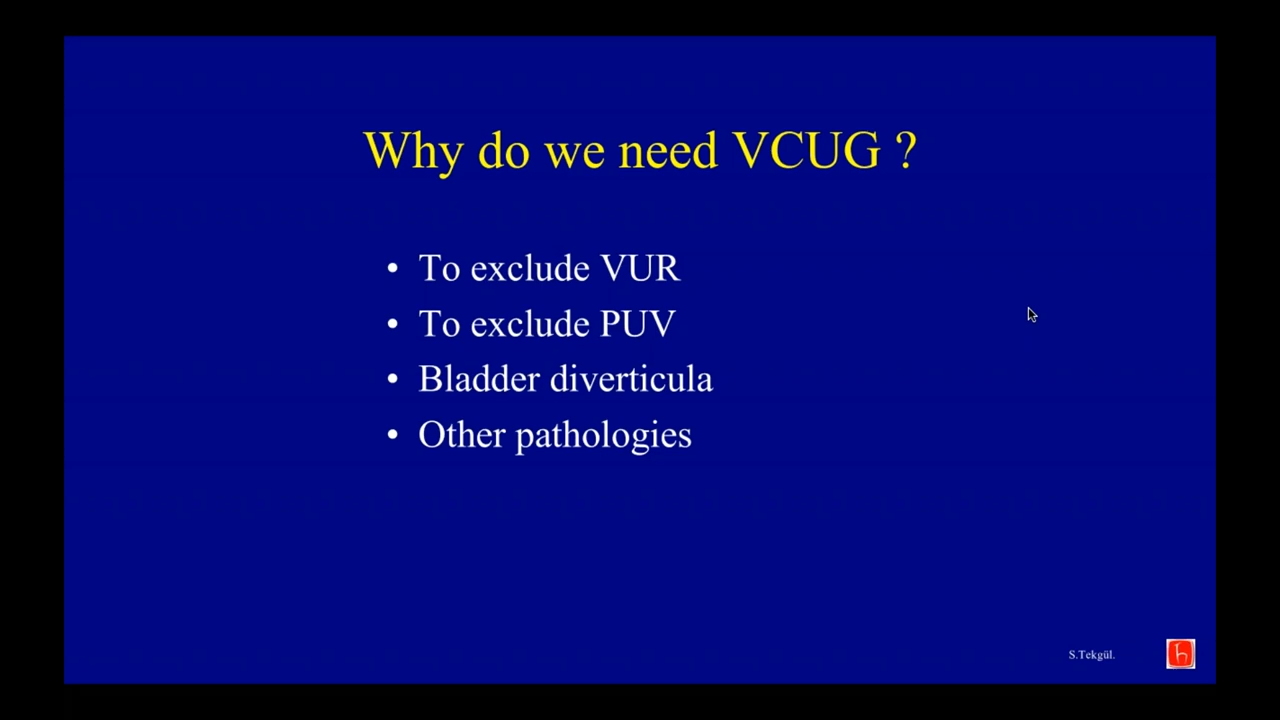 Why do we need VCUG ?
• To exclude VUR
• To exclude PUV
• Bladder diverticula
• Other pathologies
S.Tekgül.